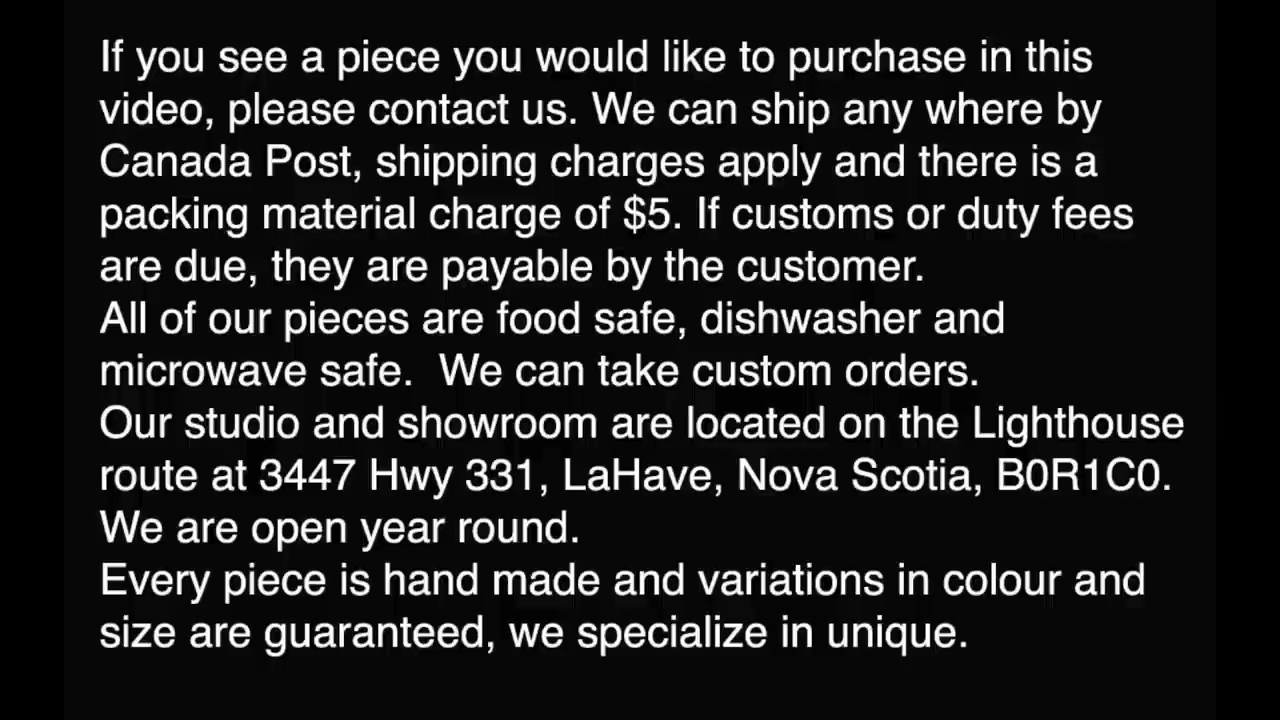 If you see a piece you would like to purchase in this
video, please contact us. We can ship any where by
Canada Post, shipping charges apply and there is a
packing material charge of $5. If customs or duty fees
are due, they are payable by the customer.
All of our pieces are food safe, dishwasher and
microwave safe.  We can take custom orders.
Our studio and showroom are located on the Lighthouse
route at 3447 Hwy 331, LaHave, Nova Scotia, B0R1C0.
We are open year round.
Every piece is hand made and variations in colour and
size are guaranteed, we specialize in unique.